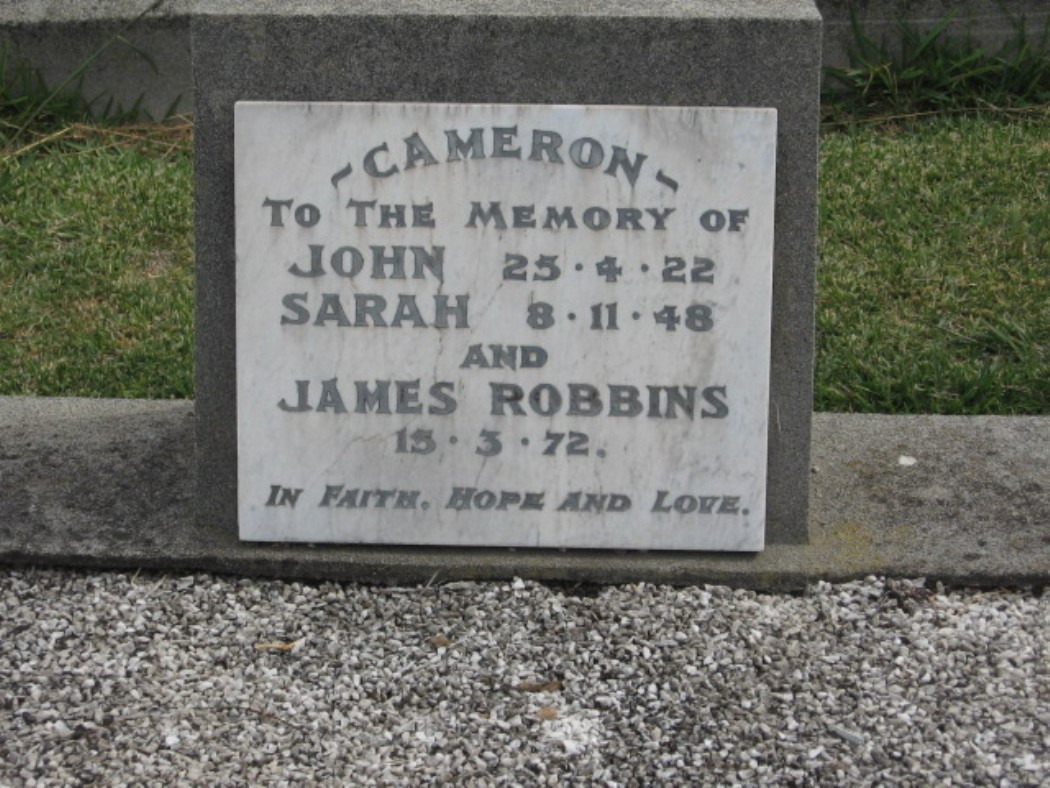 ~CAMERON~
TO THE MEMORY OF
JOHN 25·4·22
SARAH 8·11·48
AND
JAMES ROBBINS
15·3·72.
IN FAITH, HOPE AND LOVE.